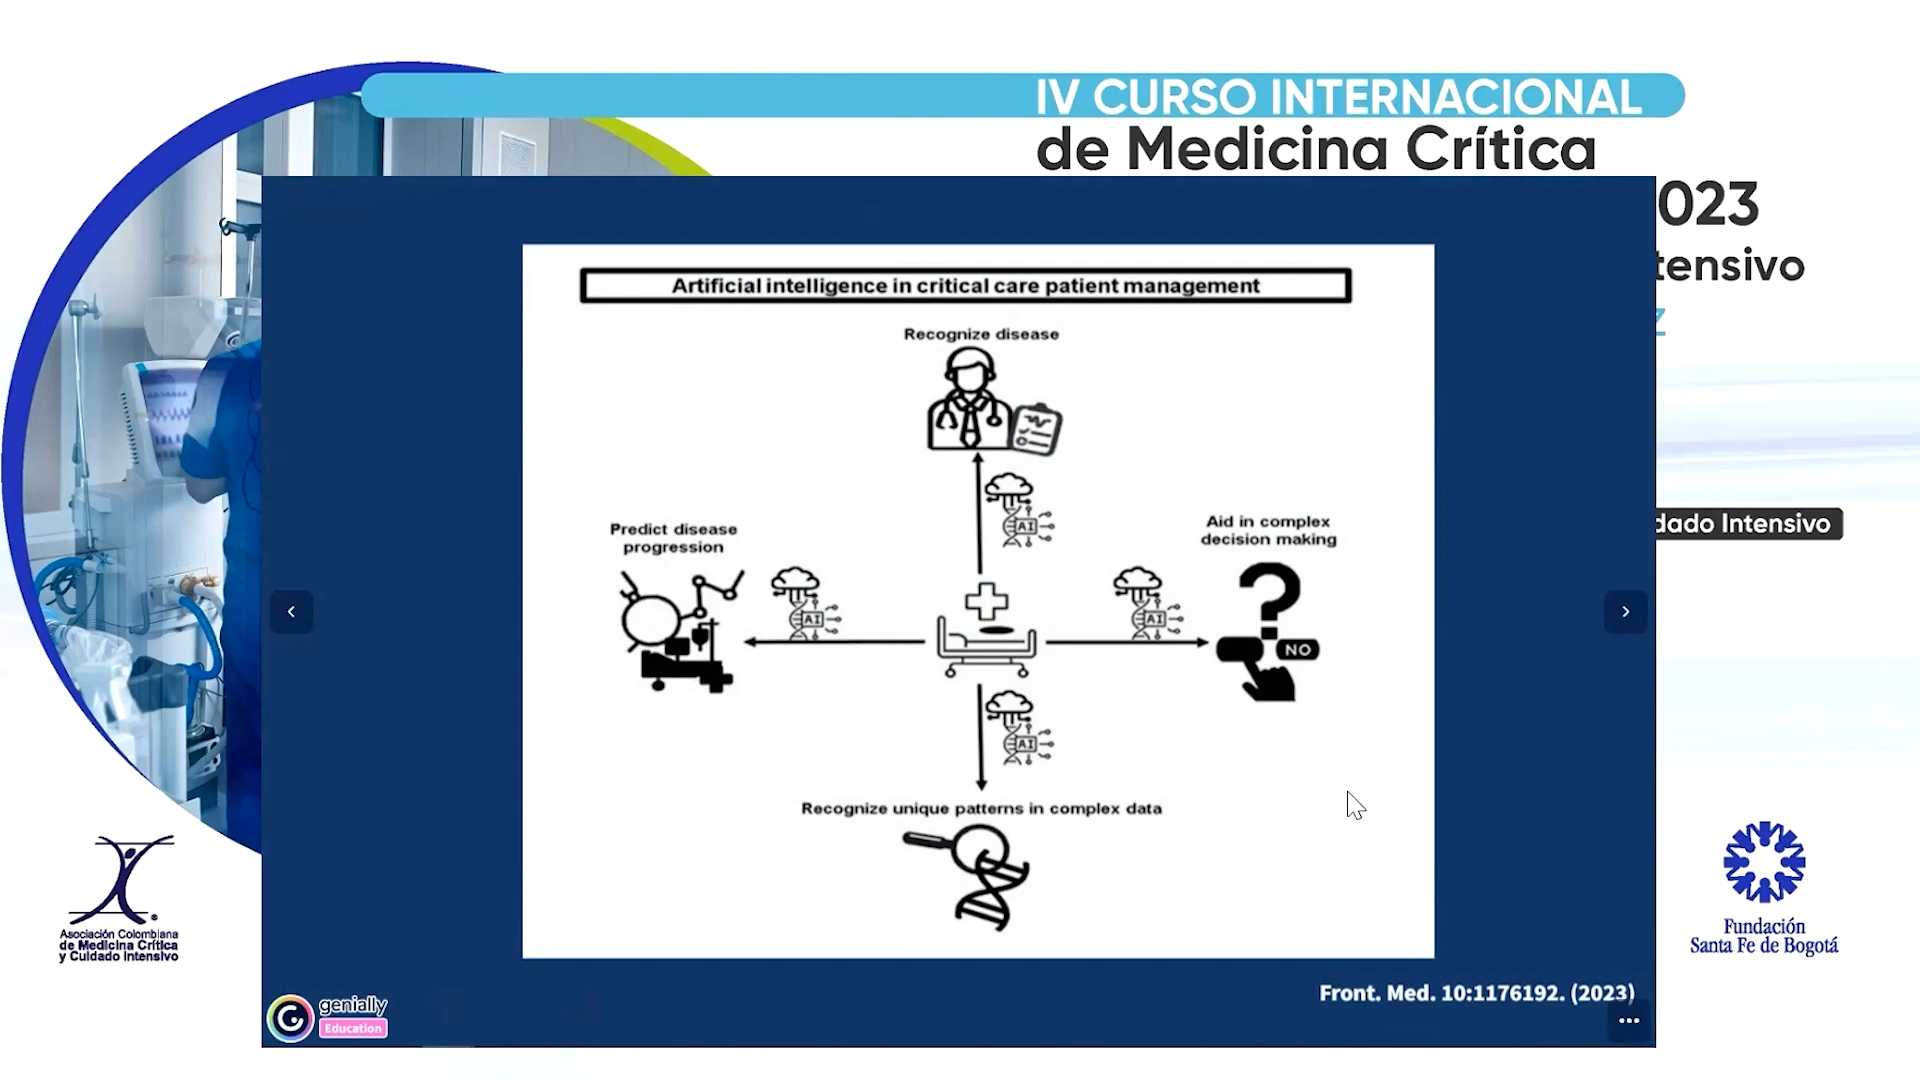 IV CURSO INTERNACIONAL
de Medicina Crítica
023
tensivo
dado Intensivo
Artificial intelligence in critical care patient management
Recognize disease
AI
Predict disease
progression
AI
Aid in complex
decision making
AI
NO
AI
Recognize unique patterns in complex data
Front. Med. 10:1176192. (2023)
genially
Education
Asociación Colombiana
de Medicina Crítica
y Cuidado Intensivo
Fundación
Santa Fe de Bogotá